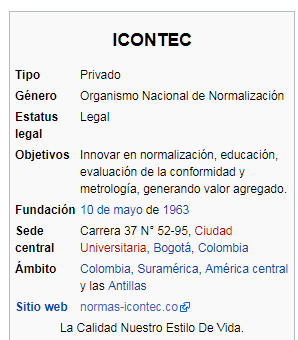 ICONTEC
Tipo Privado
Género Organismo Nacional de Normalización
Estatus Legal
legal
Objetivos Innovar en normalización, educación,
evaluación de la conformidad y
metrología, generando valor agregado.
Fundación 10 de mayo de 1963
Sede Carrera 37 N° 52-95, Ciudad
central Universitaria, Bogotá, Colombia
Ámbito Colombia, Suramérica, América central
y las Antillas
Sitio web normas-icontec.co
La Calidad Nuestro Estilo De Vida.